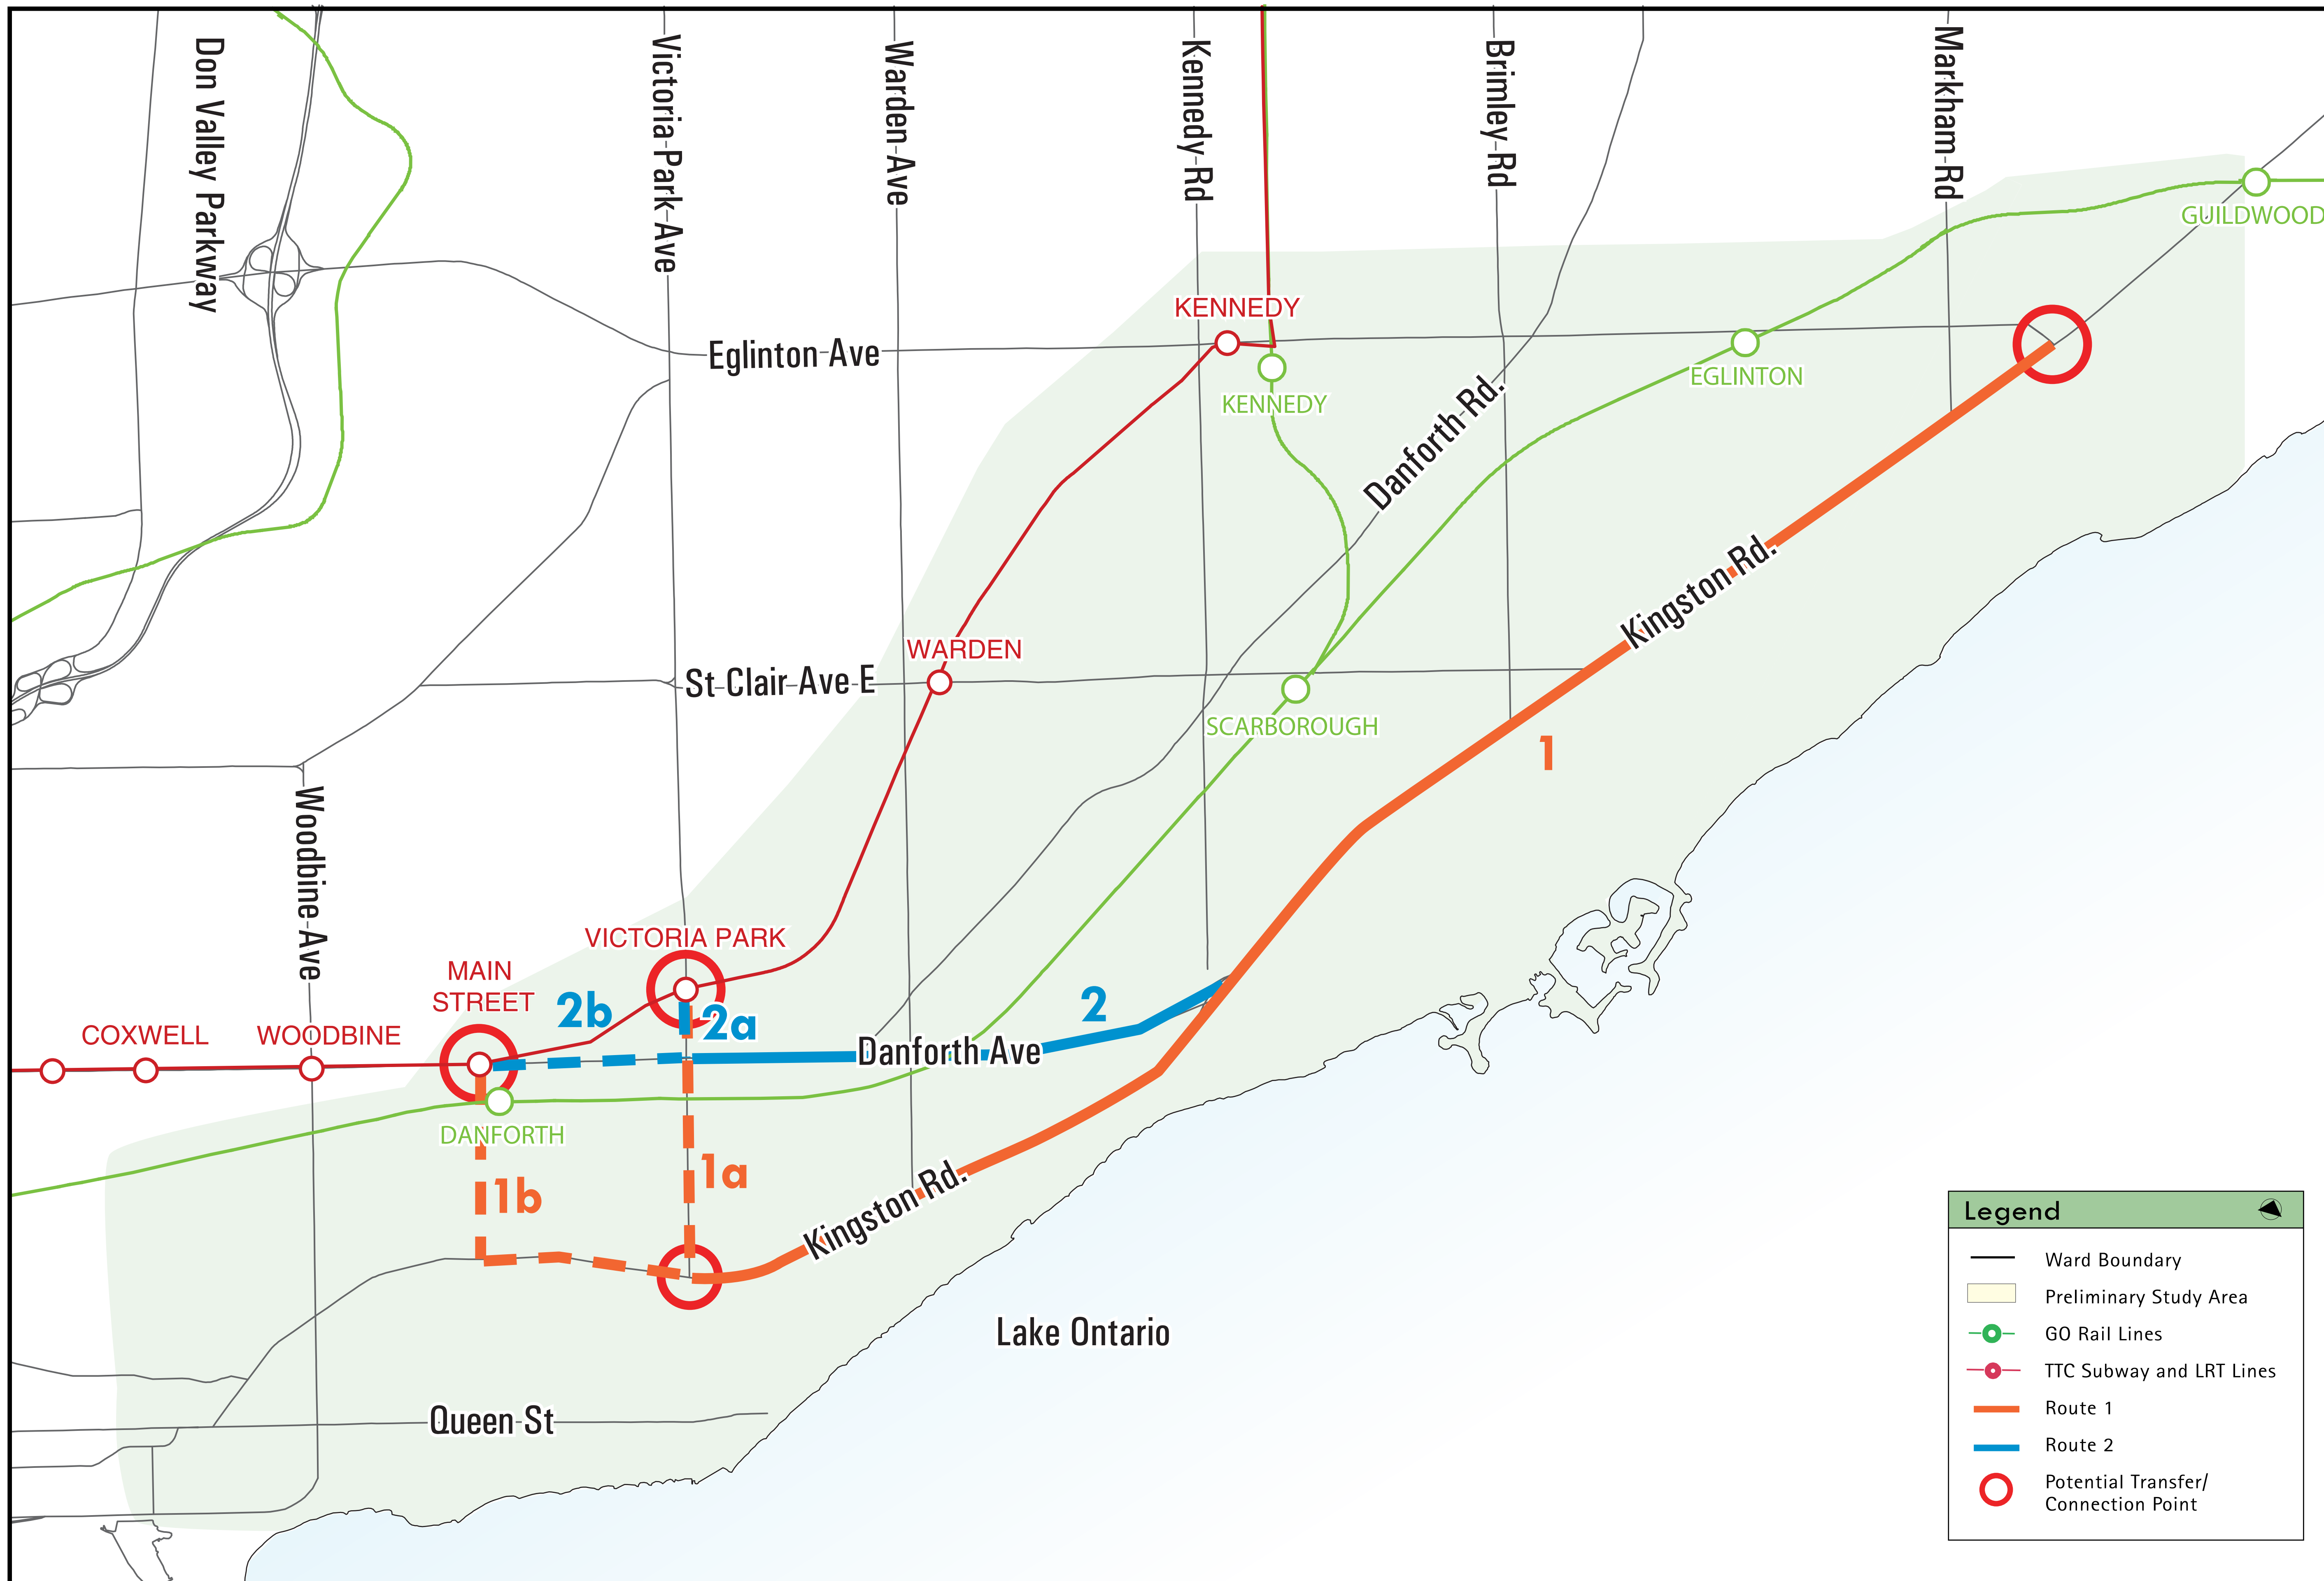 Don Valley Parkway
Victoria Park Ave
Warden Ave
Kennedy Rd
Brimley Rd
Markham Rd
GUILDWOOD
KENNEDY
Eglinton Ave
EGLINTON
KENNEDY
Danforth Rd.
Kingston Rd.
WARDEN
St Clair Ave E
SCARBOROUGH
1
Woodbine Ave
VICTORIA PARK
MAIN
STREET
2b
2a
2
COXWELL
WOODBINE
Danforth Ave
DANFORTH
1a
1b
Kingston Rd.
Lake Ontario
Queen St
Legend
Ward Boundary
Preliminary Study Area
GO Rail Lines
TTC Subway and LRT Lines
Route 1
Route 2
Potential Transfer/
Connection Point